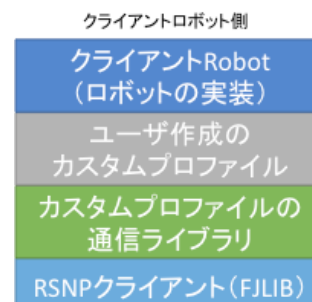 クライアントロボット側
クライアントRobot
（ロボットの実装）
ユーザ作成の
カスタムプロファイル
カスタムプロファイルの
通信ライブラリ
RSNPクライアント（FJLIB）